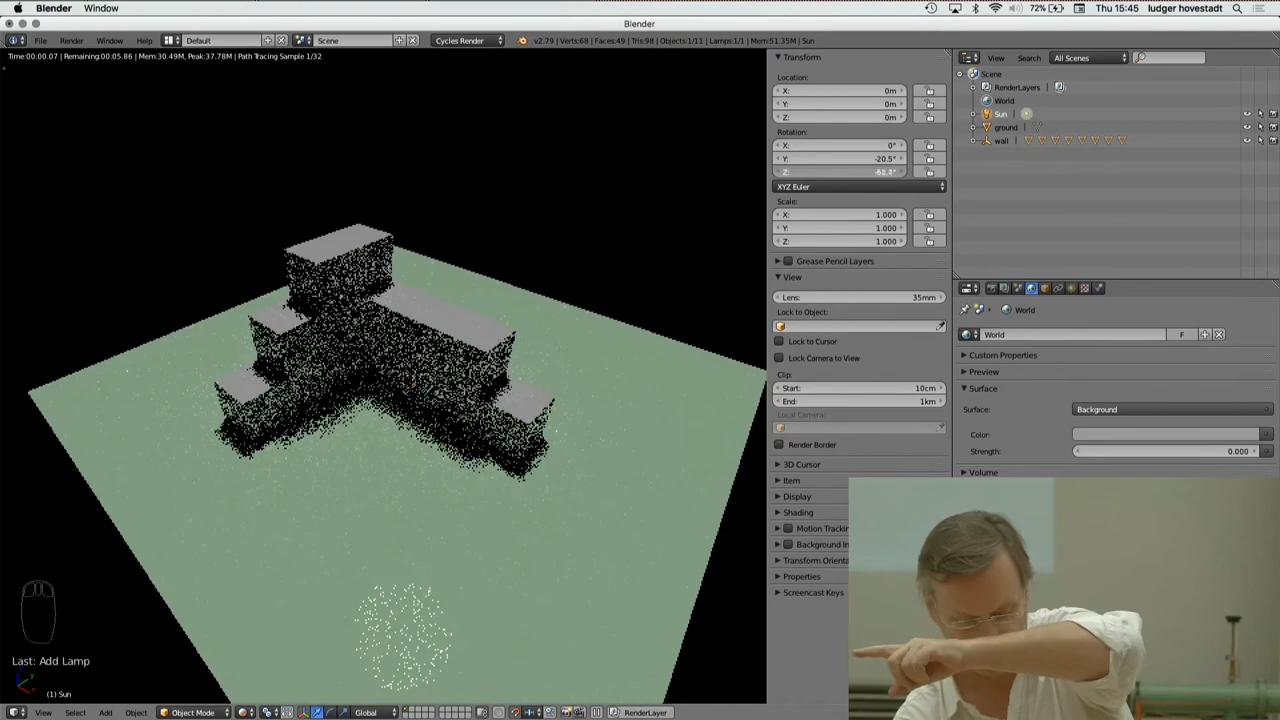 Blender Window 72% Thu 15:45 ludger hovestadt
Blender
File Render Window Help Default Scene Cycles Render v2.79 | Verts:68 | Faces:49 | Tris:98 | Objects:1/11 | Lamps:1/1 | Mem:51.35M | Sun
Time:00:00.07 | Remaining:00:05.86 | Mem:30.49M, Peak:37.78M | Path Tracing Sample 1/32
Transform
Location:
X: 0m
Y: 0m
Z: 0m
Rotation:
X: 0°
Y: -20.5°
Z:
XYZ Euler
Scale:
X: 1.000
Y: 1.000
Z: 1.000
Grease Pencil Layers
View
Lens: 35mm
Lock to Object:
Lock to Cursor
Lock Camera to View
Clip:
Start: 10cm
End: 1km
Local Camera:
Render Border
3D Cursor
Item
Display
Shading
Motion Trackin
Background Im
Transform Orienta
Properties
Screencast Keys
View Search All Scenes
Scene
RenderLayers |
World
Sun |
ground |
wall |
World
World F
Custom Properties
Preview
Surface
Surface: Background
Color:
Strength: 0.000
Volume
Last: Add Lamp
(1) Sun
View Select Add Object Object Mode Global RenderLayer